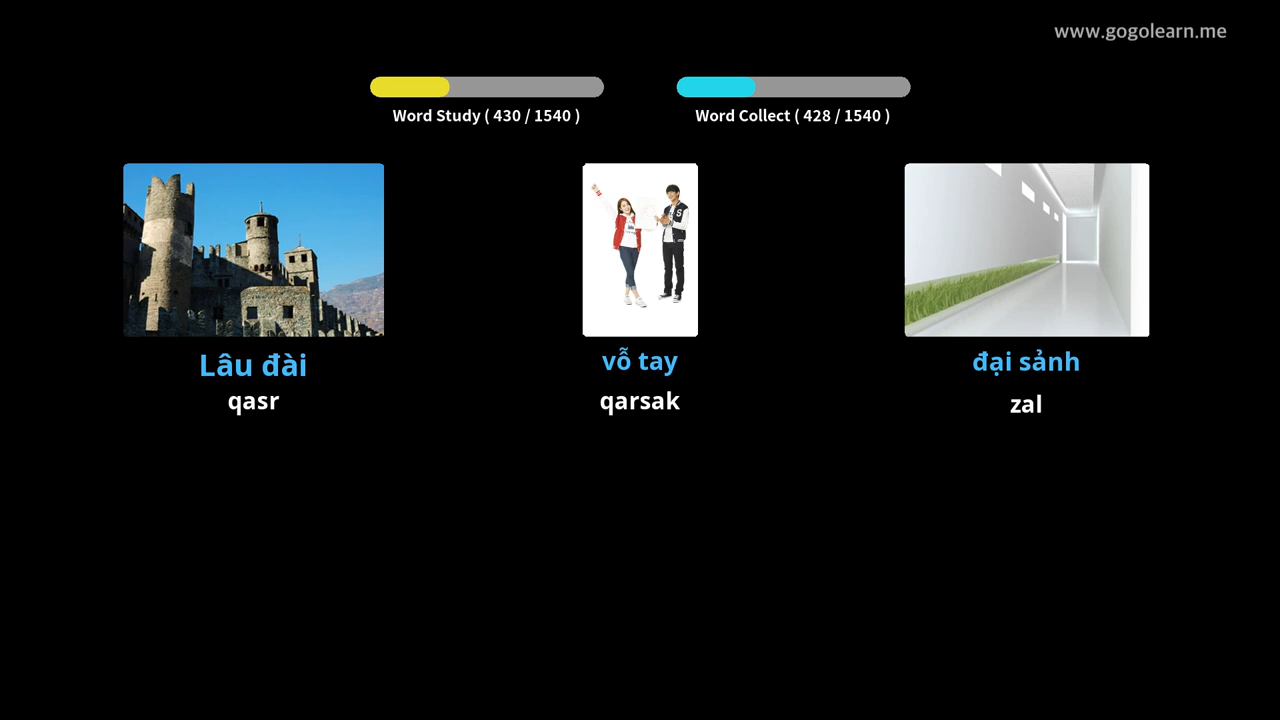 www.gogolearn.me
Word Study ( 430 / 1540 )
Word Collect ( 428 / 1540 )
Lâu đài
qasr
vỗ tay
qarsak
đại sảnh
zal